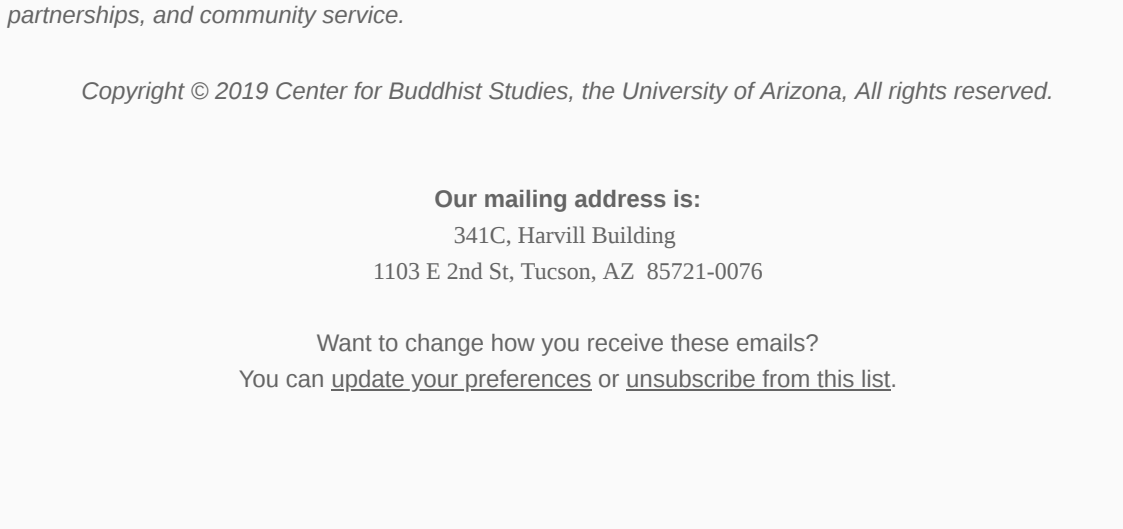 partnerships, and community service.
Copyright © 2019 Center for Buddhist Studies, the University of Arizona, All rights reserved.
Our mailing address is:
341C, Harvill Building
1103 E 2nd St, Tucson, AZ  85721-0076
Want to change how you receive these emails?
You can update your preferences or unsubscribe from this list.